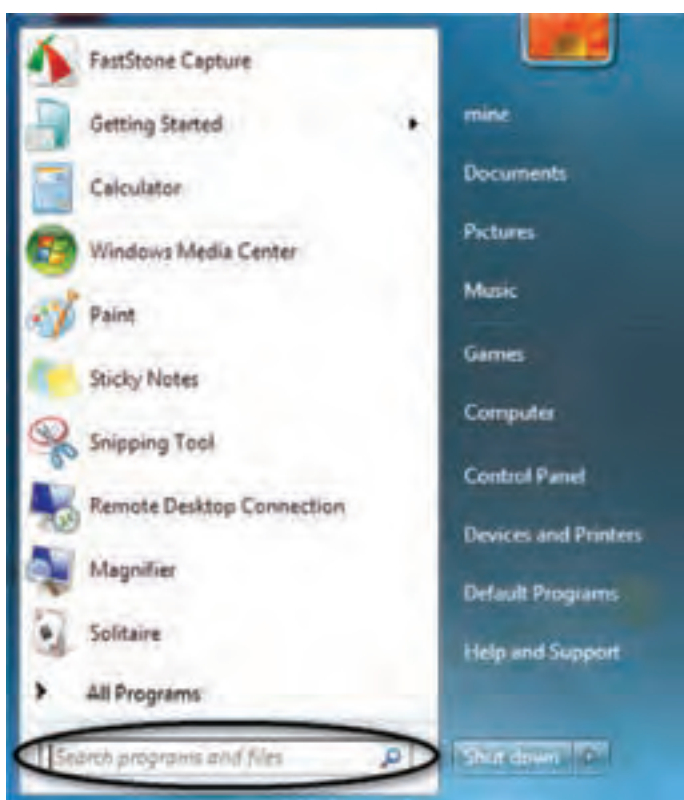 FastStone Capture
Getting Started
Calculator
Windows Media Center
Paint
Sticky Notes
Snipping Tool
Remote Desktop Connection
Magnifier
Solitaire
All Programs
Search programs and files
mine
Documents
Pictures
Music
Games
Computer
Control Panel
Devices and Printers
Default Programs
Help and Support
Shut down